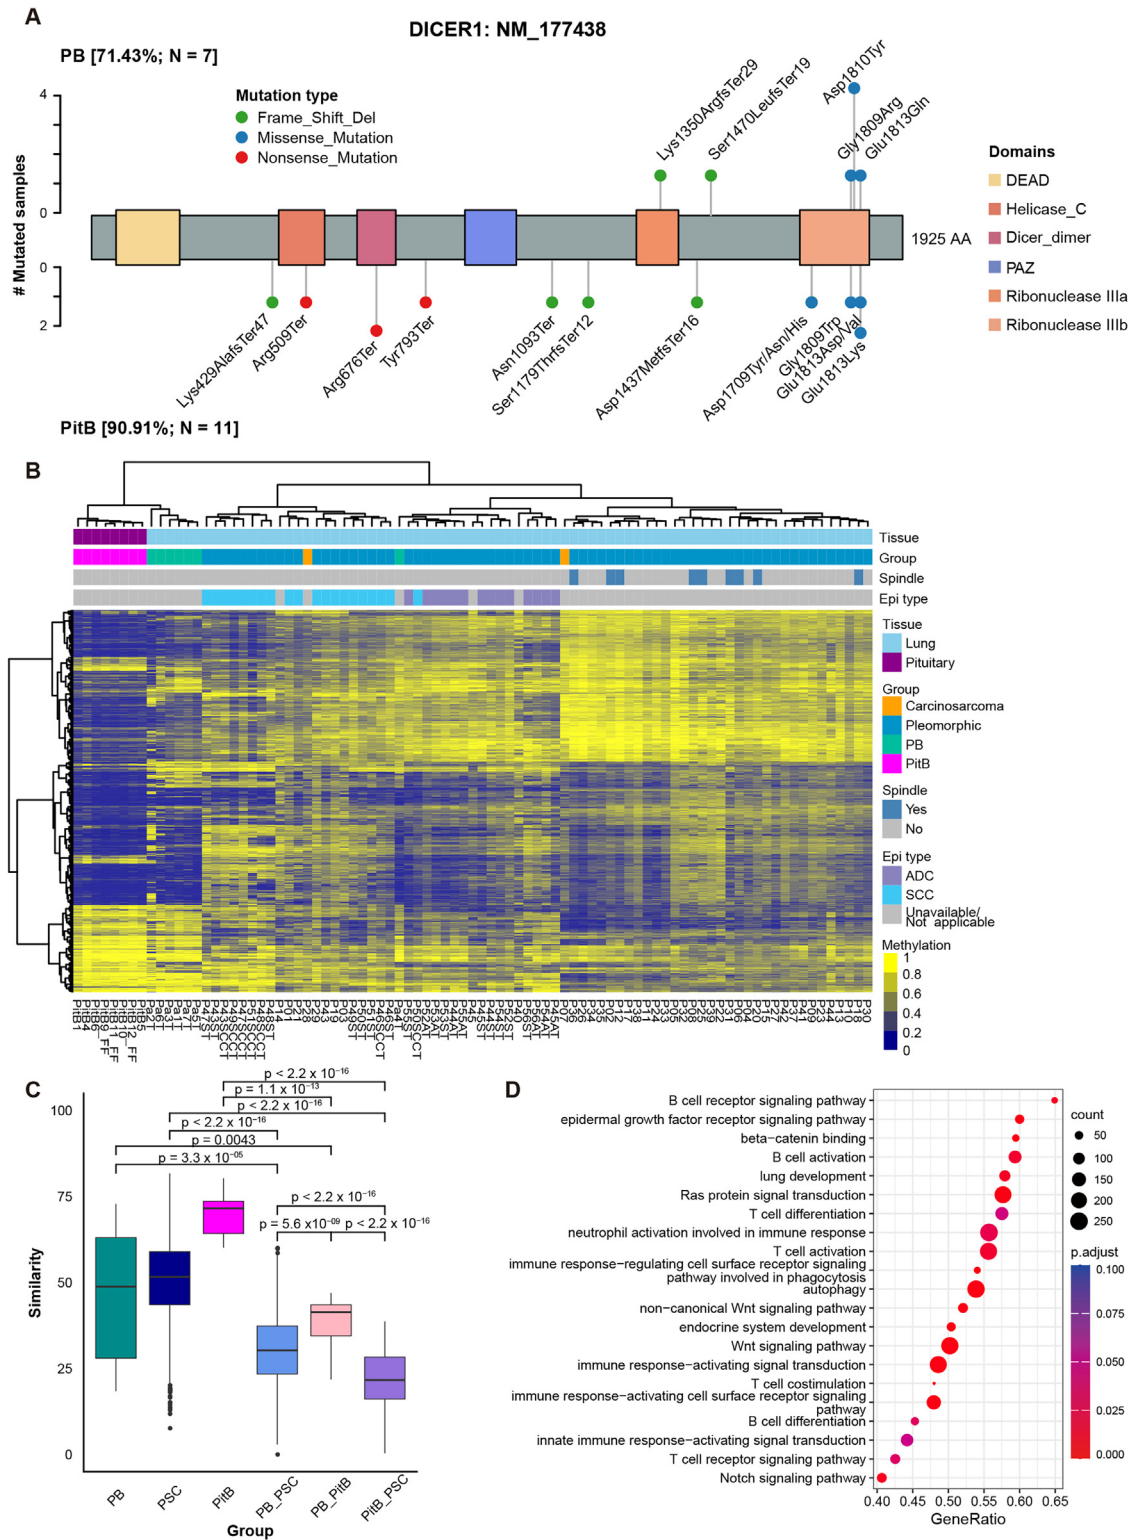 A
DICER1: NM_177438
PB [71.43%; N = 7]
Mutation type
Frame_Shift_Del
Missense_Mutation
Nonsense_Mutation
Lys1350ArgfsTer29
Ser1470LeufsTer19
Asp1810Tyr
Gly1809Arg
Glu1813Gln
# Mutated samples
4
2
0
0
2
1925 AA
Domains
DEAD
Helicase_C
Dicer_dimer
PAZ
Ribonuclease IIIa
Ribonuclease IIIb
Lys429AlafsTer47
Arg509Ter
Arg676Ter
Tyr793Ter
Asn1093Ter
Ser1179ThrfsTer12
Asp1437MetfsTer16
Asp1709Tyr/Asn/His
Gly1809Trp
Glu1813Asp/Val
Glu1813Lys
PitB [90.91%; N = 11]
B
Tissue
Group
Spindle
Epi type
Tissue
Lung
Pituitary
Group
Carcinosarcoma
Pleomorphic
PB
PitB
Spindle
Yes
No
Epi type
ADC
SCC
Unavailable/
Not applicable
Methylation
1
0.8
0.6
0.4
0.2
0
C
p < 2.2 x 10⁻¹⁶
p = 1.1 x 10⁻¹³
p < 2.2 x 10⁻¹⁶
p < 2.2 x 10⁻¹⁶
p = 0.0043
p = 3.3 x 10⁻⁰⁵
p < 2.2 x 10⁻¹⁶
p = 5.6 x10⁻⁰⁹
p < 2.2 x 10⁻¹⁶
Similarity
100
75
50
25
0
PB
PSC
PitB
PB_PSC
PB_PitB
PitB_PSC
Group
D
B cell receptor signaling pathway
epidermal growth factor receptor signaling pathway
beta−catenin binding
B cell activation
lung development
Ras protein signal transduction
T cell differentiation
neutrophil activation involved in immune response
T cell activation
immune response−regulating cell surface receptor signaling
pathway involved in phagocytosis
autophagy
non−canonical Wnt signaling pathway
endocrine system development
Wnt signaling pathway
immune response−activating signal transduction
T cell costimulation
immune response−activating cell surface receptor signaling
pathway
B cell differentiation
innate immune response−activating signal transduction
T cell receptor signaling pathway
Notch signaling pathway
0.40 0.45 0.50 0.55 0.60 0.65
GeneRatio
count
50
100
150
200
250
p.adjust
0.100
0.075
0.050
0.025
0.000